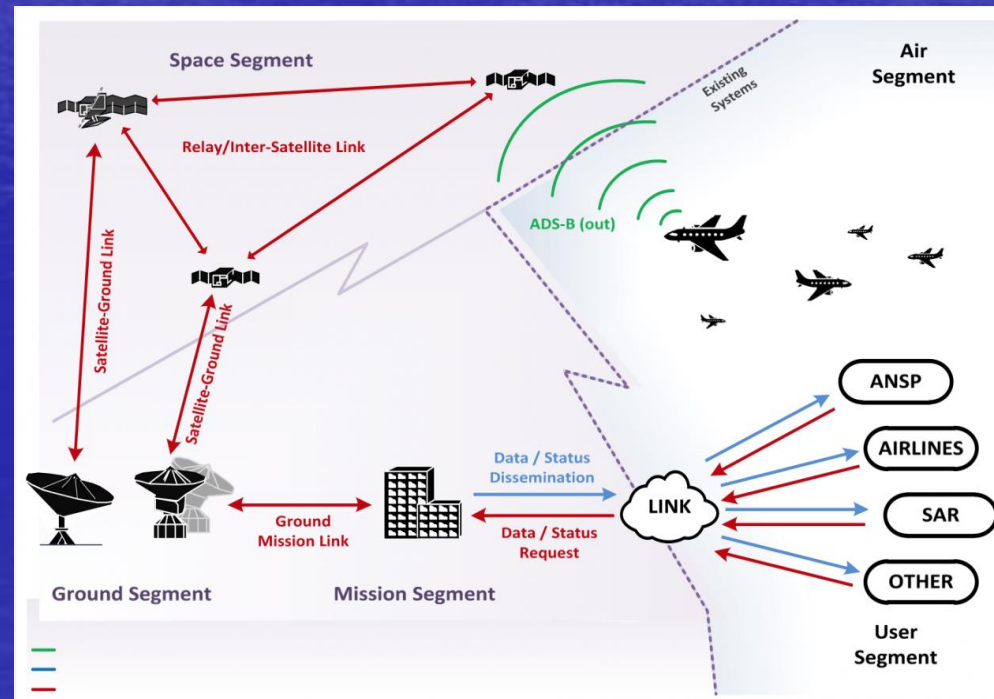 Space Segment
Air
Segment
Existing
Systems
Relay/Inter-Satellite Link
ADS-B (out)
Satellite-Ground Link
Satellite-Ground Link
ANSP
AIRLINES
SAR
OTHER
Data / Status
Dissemination
LINK
Ground
Mission Link
Data / Status
Request
Ground Segment
Mission Segment
User
Segment